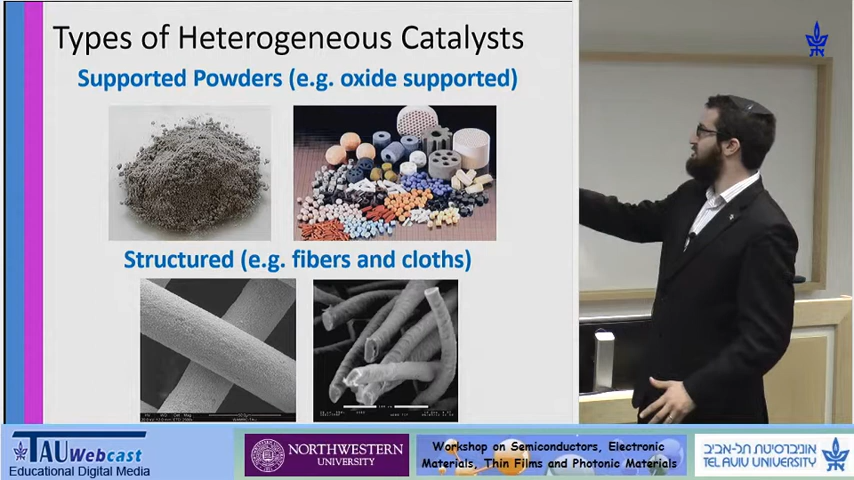 Types of Heterogeneous Catalysts
Supported Powders (e.g. oxide supported)
Structured (e.g. fibers and cloths)
TAU Webcast
Educational Digital Media
NORTHWESTERN
UNIVERSITY
Workshop on Semiconductors, Electronic
Materials, Thin Films and Photonic Materials
אוניברסיטת תל-אביב
TEL AVIV UNIVERSITY